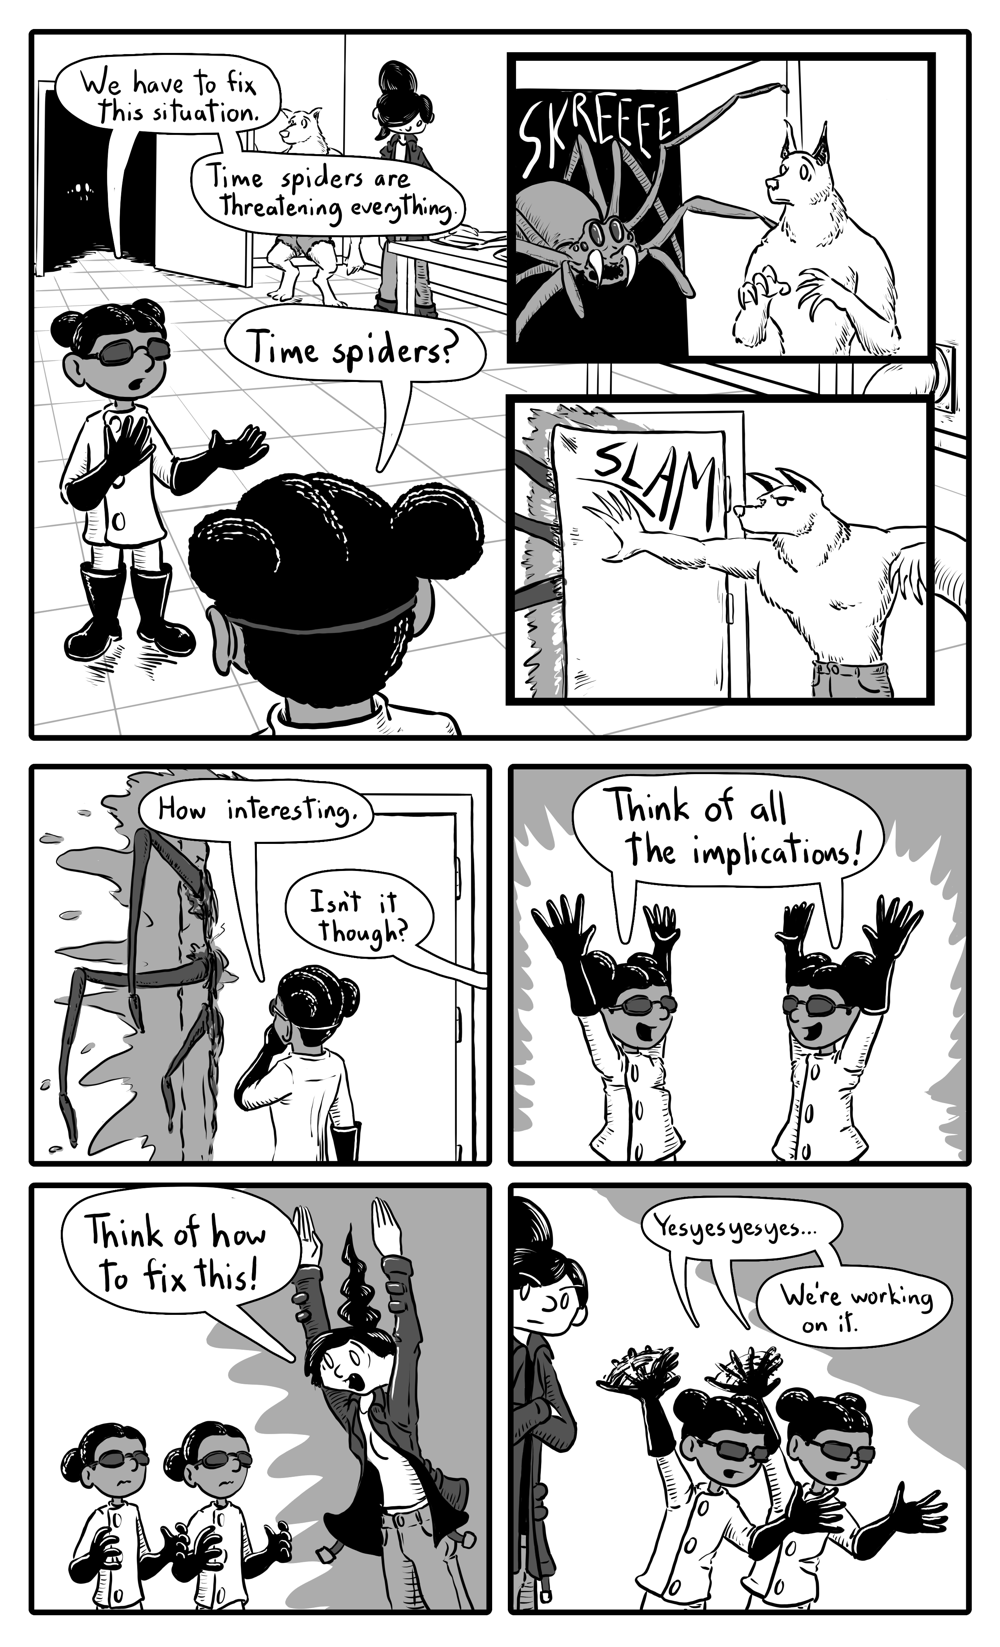 We have to fix
this situation.
Time spiders are
threatening everything.
Time spiders?
SKREEEE
SLAM
How interesting.
Isn't it
though?
Think of all
the implications!
Think of how
to fix this!
Yesyesyesyes...
We're working
on it.